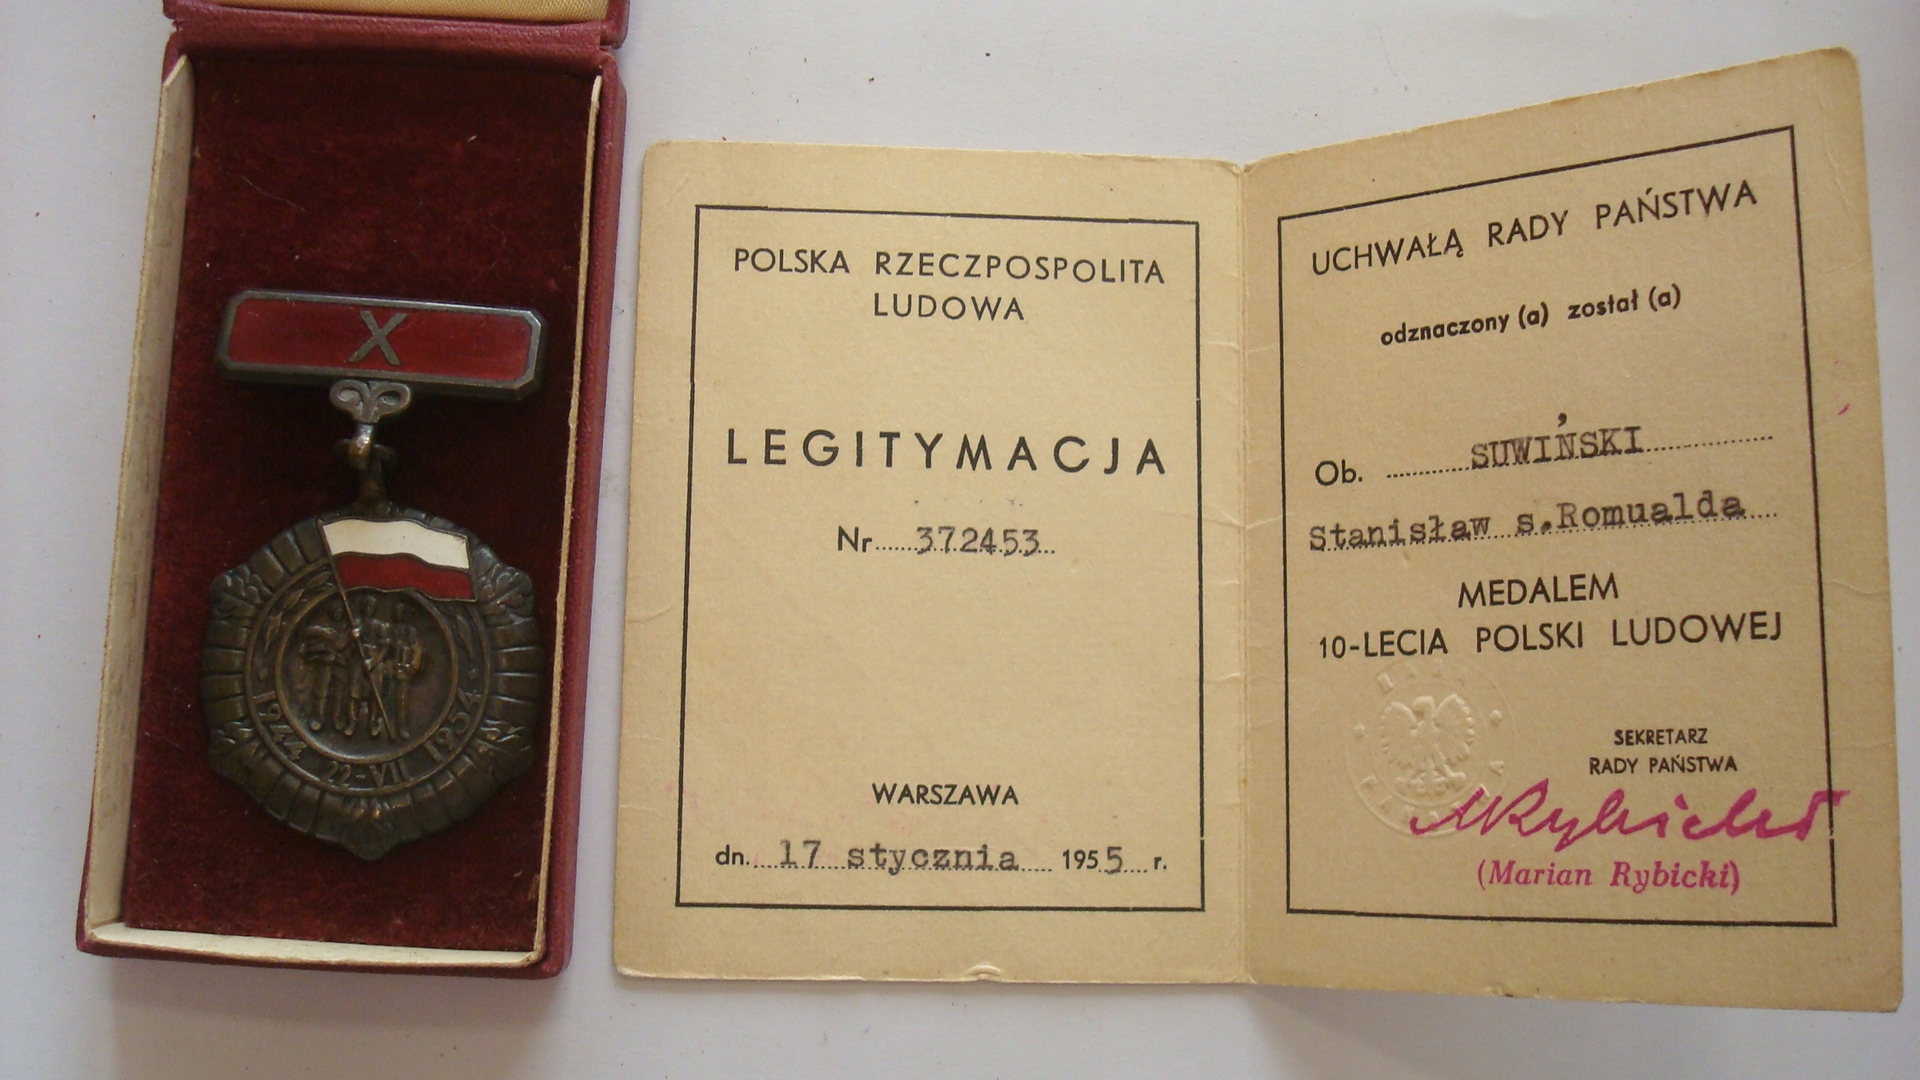 X
1944 22-VII 1954
POLSKA RZECZPOSPOLITA
LUDOWA
LEGITYMACJA
Nr 372453
WARSZAWA
dn. 17 stycznia 1955 r.
UCHWAŁĄ RADY PAŃSTWA
odznaczony (a) został (a)
Ob. SUWIŃSKI
Stanisław s.Romualda
MEDALEM
10-LECIA POLSKI LUDOWEJ
SEKRETARZ
RADY PAŃSTWA
MRybicki
(Marian Rybicki)